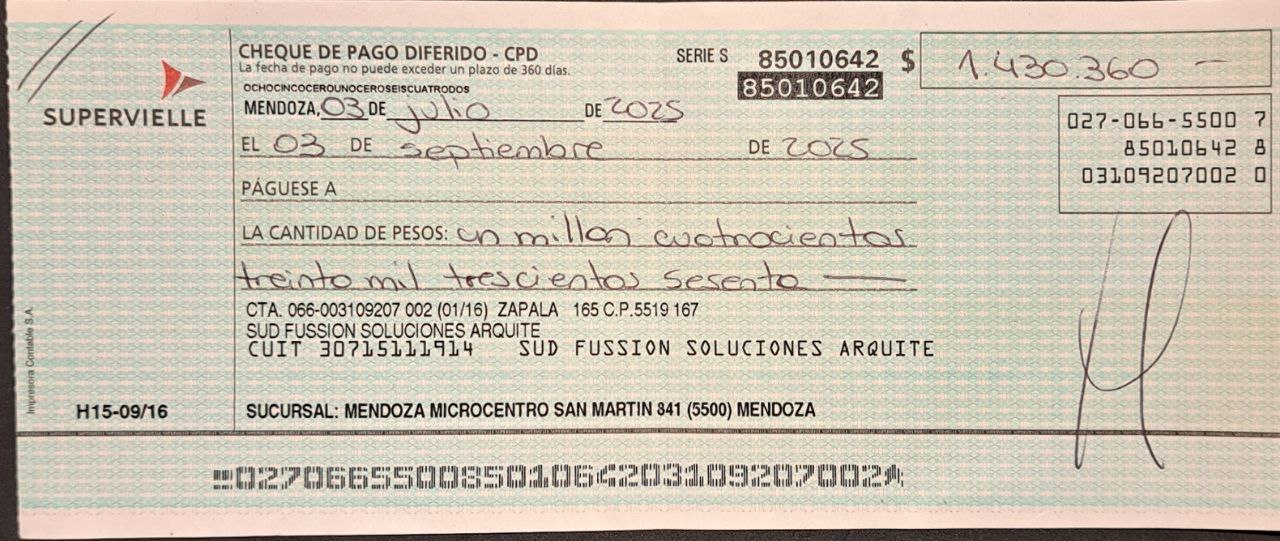 CHEQUE DE PAGO DIFERIDO - CPD
SERIE S 85010642 $ 1.430.360 —
La fecha de pago no puede exceder un plazo de 360 días.
85010642
OCHOCINCOCEROUNOCEROSEISCUATRODOS
SUPERVIELLE
MENDOZA, 03 DE julio DE 2025
027-066-5500 7
85010642 8
03109207002 0
EL 03 DE septiembre DE 2025
PÁGUESE A
LA CANTIDAD DE PESOS: un millon cuatrocientos
treinta mil trescientos sesenta —
CTA. 066-003109207 002 (01/16) ZAPALA 165 C.P.5519 167
SUD FUSSION SOLUCIONES ARQUITE
CUIT 30715111914 SUD FUSSION SOLUCIONES ARQUITE
Impresora Contable S.A.
H15-09/16
SUCURSAL: MENDOZA MICROCENTRO SAN MARTIN 841 (5500) MENDOZA
02706655008501064203109207002